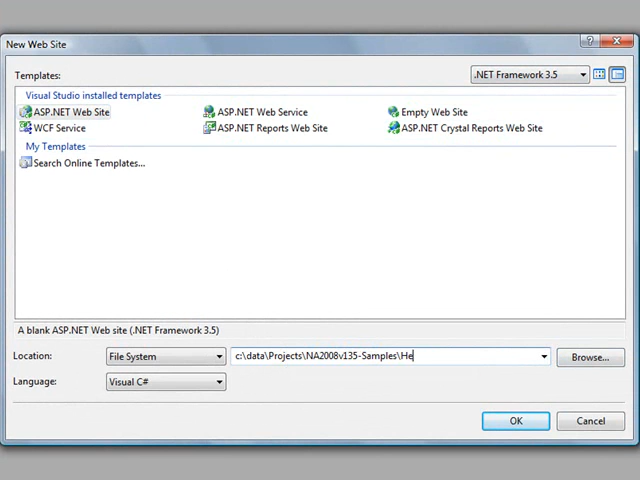 New Web Site
Templates:
.NET Framework 3.5
Visual Studio installed templates
ASP.NET Web Site
ASP.NET Web Service
Empty Web Site
WCF Service
ASP.NET Reports Web Site
ASP.NET Crystal Reports Web Site
My Templates
Search Online Templates...
A blank ASP.NET Web site (.NET Framework 3.5)
Location:
File System
c:\data\Projects\NA2008v135-Samples\He
Browse...
Language:
Visual C#
OK
Cancel